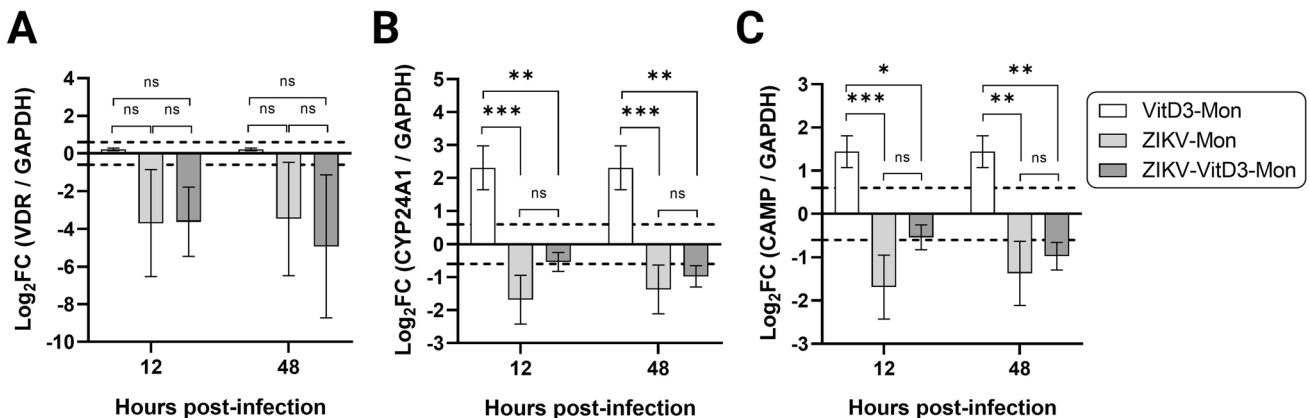 A
B
C
Log2FC (VDR / GAPDH)
4
2
0
-2
-4
-6
-8
-10
ns
ns ns
ns
ns ns
12 48
Hours post-infection
Log2FC (CYP24A1 / GAPDH)
5
4
3
2
1
0
-1
-2
-3
**
***
ns
**
***
ns
12 48
Hours post-infection
Log2FC (CAMP / GAPDH)
3
2
1
0
-1
-2
-3
*
***
ns
**
**
ns
12 48
Hours post-infection
VitD3-Mon
ZIKV-Mon
ZIKV-VitD3-Mon